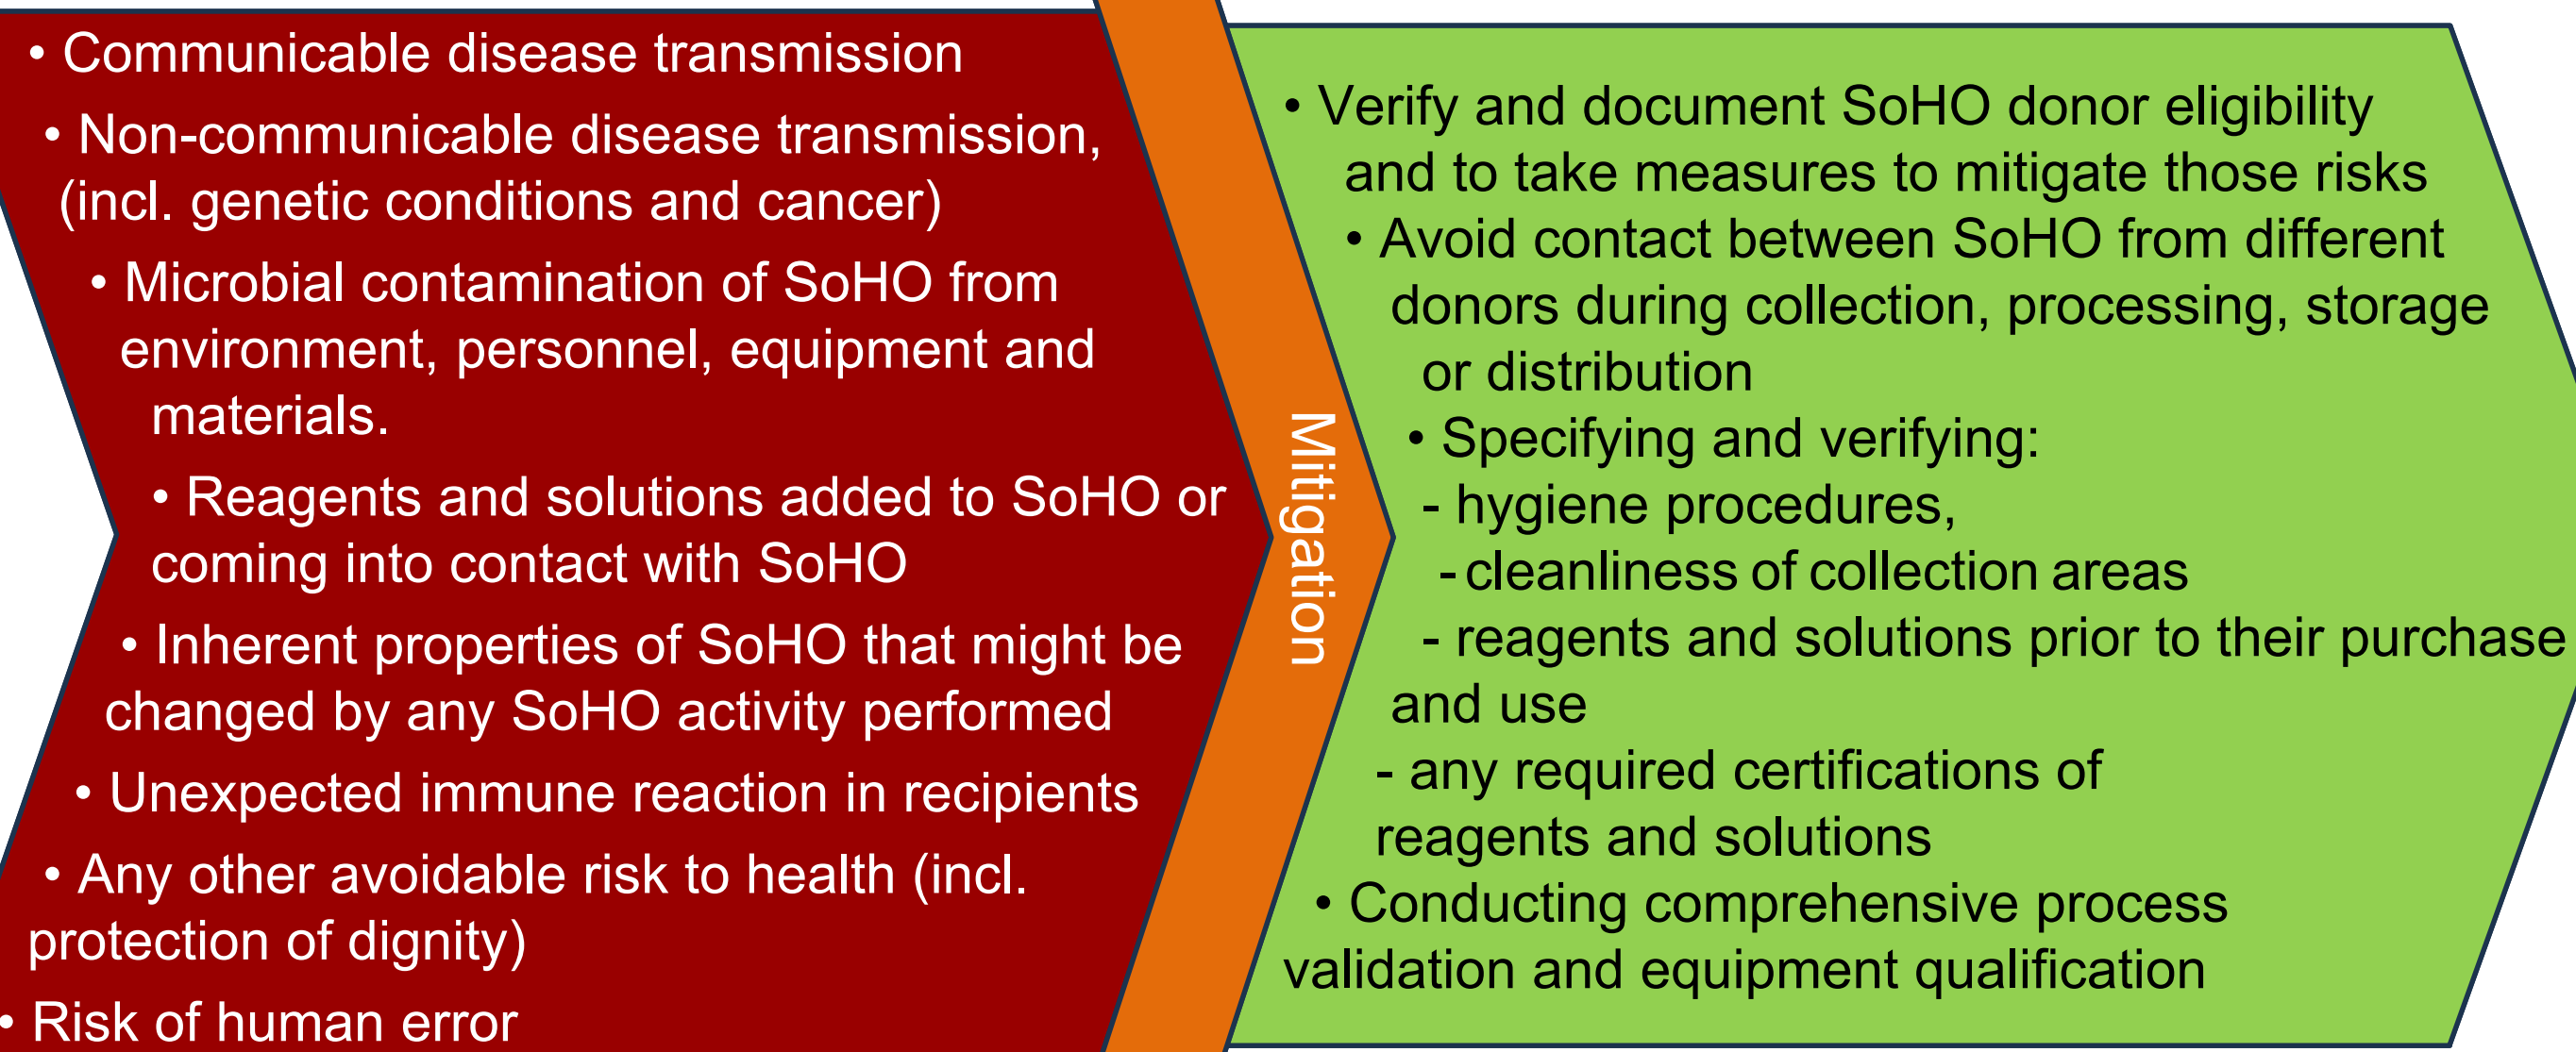 • Communicable disease transmission
• Non-communicable disease transmission,
(incl. genetic conditions and cancer)
• Microbial contamination of SoHO from
environment, personnel, equipment and
materials.
• Reagents and solutions added to SoHO or
coming into contact with SoHO
• Inherent properties of SoHO that might be
changed by any SoHO activity performed
• Unexpected immune reaction in recipients
• Any other avoidable risk to health (incl.
protection of dignity)
• Risk of human error
Mitigation
• Verify and document SoHO donor eligibility
and to take measures to mitigate those risks
• Avoid contact between SoHO from different
donors during collection, processing, storage
or distribution
• Specifying and verifying:
- hygiene procedures,
- cleanliness of collection areas
- reagents and solutions prior to their purchase
and use
- any required certifications of
reagents and solutions
• Conducting comprehensive process
validation and equipment qualification